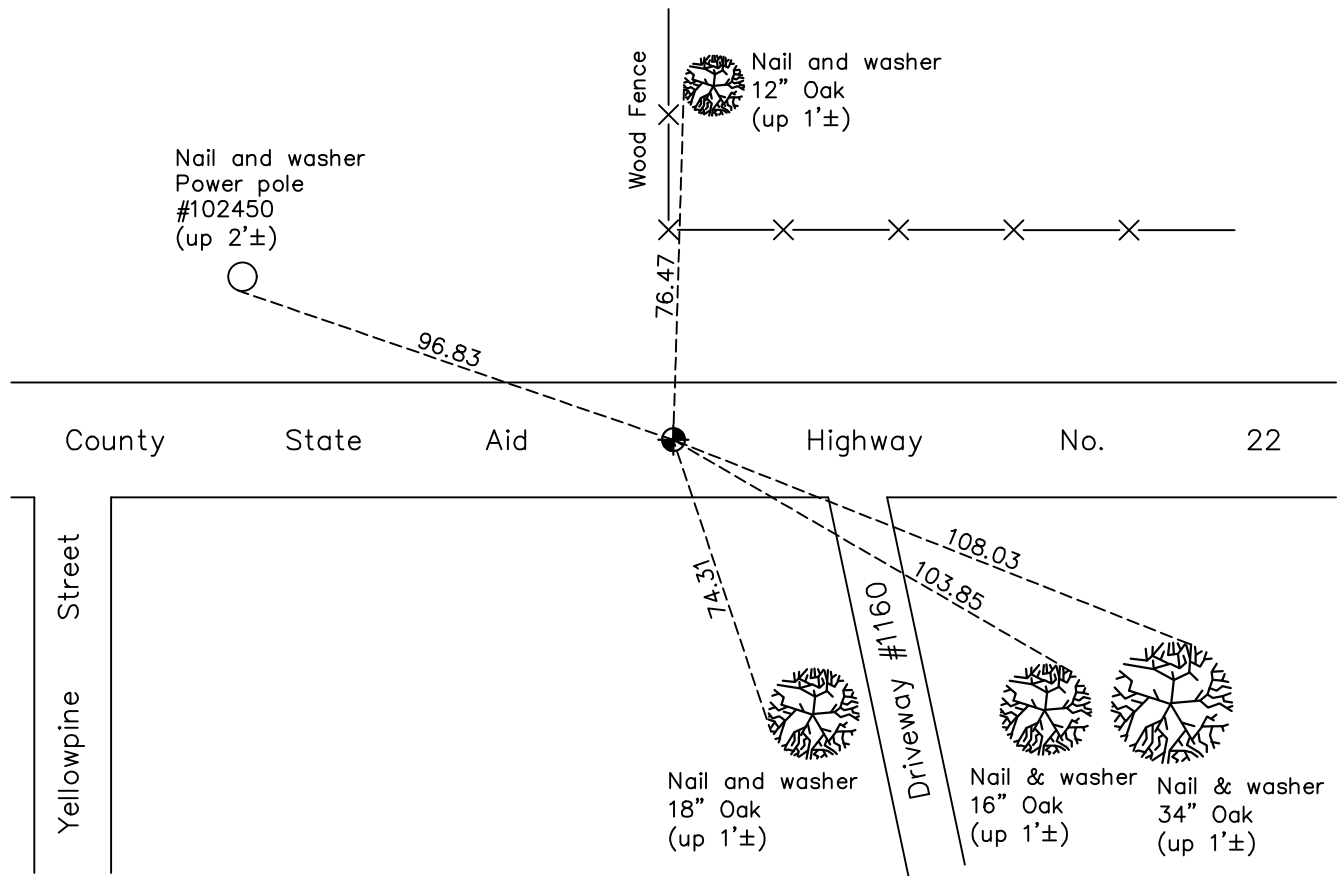 Wood Fence
Nail and washer
12” Oak
(up 1’±)
Nail and washer
Power pole
#102450
(up 2’±)
76.47
96.83
County State Aid Highway No. 22
Yellowpine Street
74.31
108.03
103.85
Driveway #1160
Nail and washer
18” Oak
(up 1’±)
Nail & washer
16” Oak
(up 1’±)
Nail & washer
34” Oak
(up 1’±)